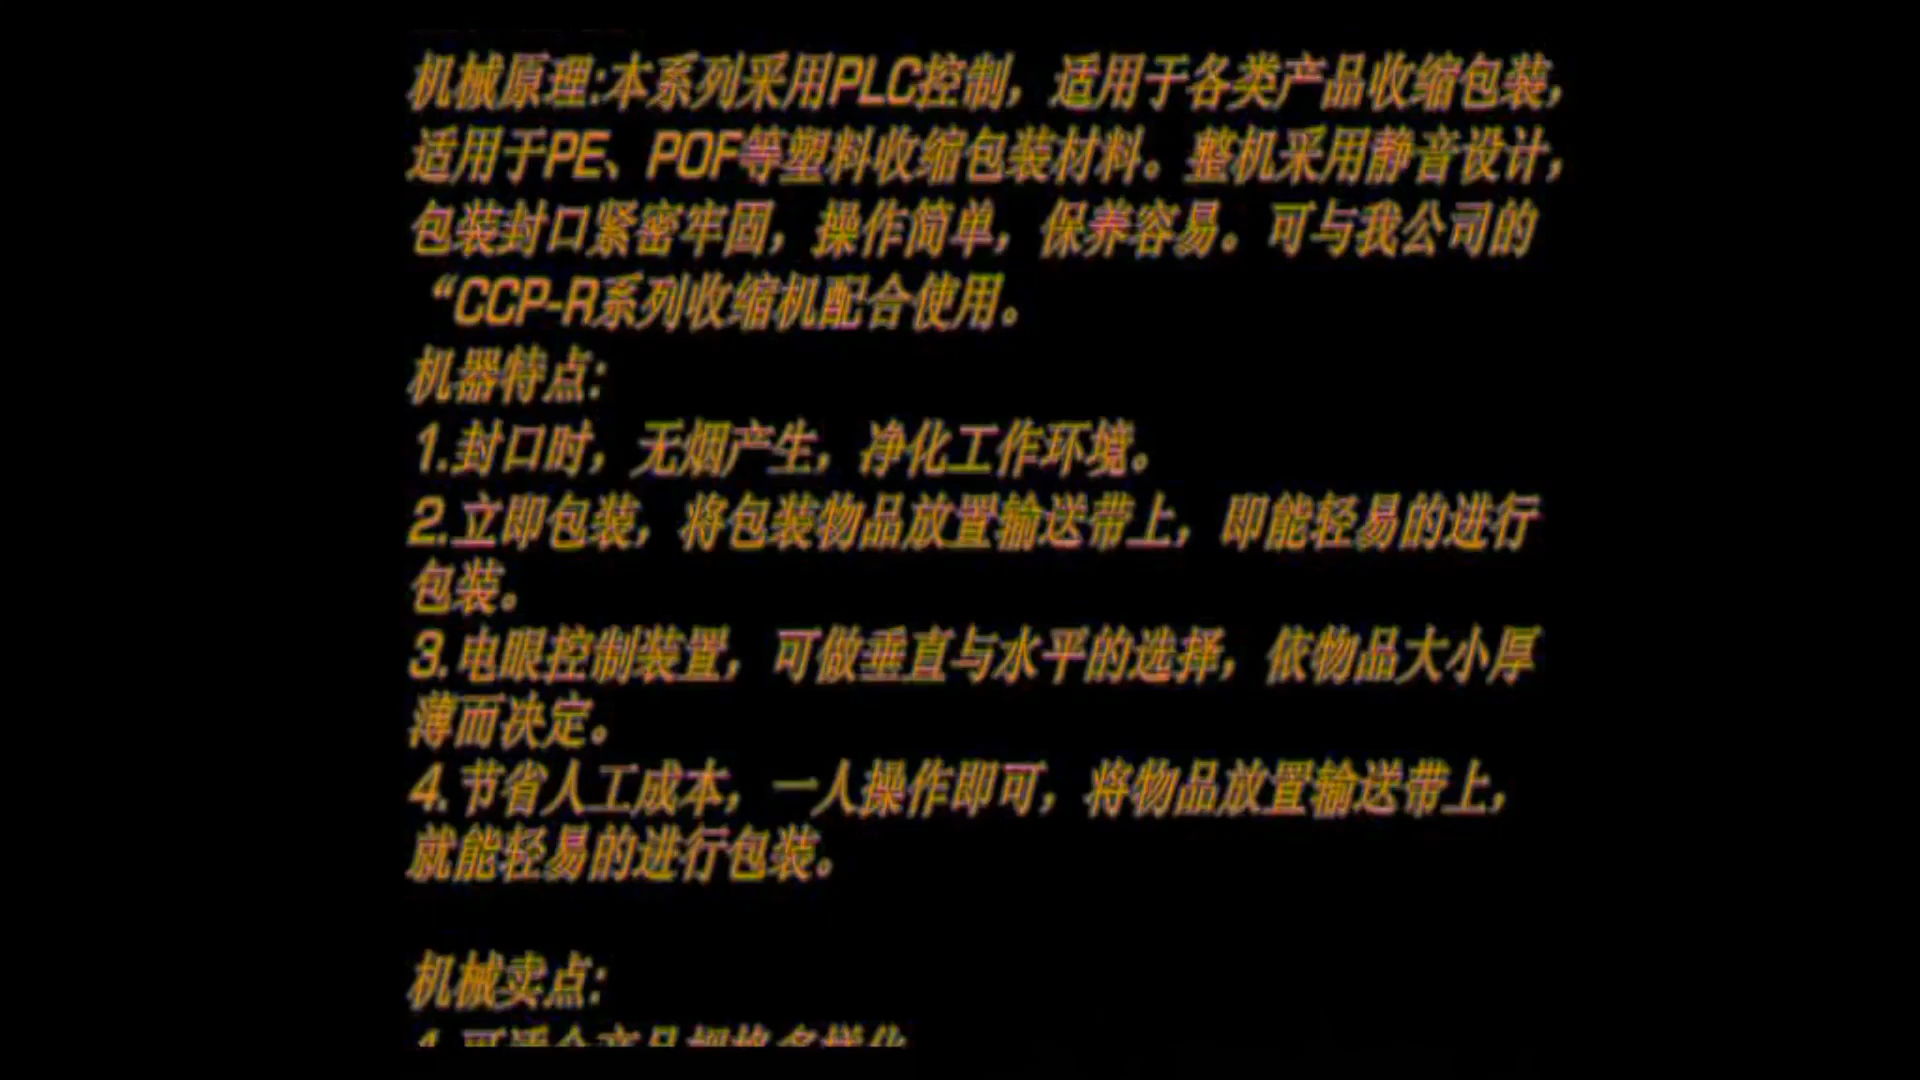 机械原理:本系列采用PLC控制，适用于各类产品收缩包装，
适用于PE、POF等塑料收缩包装材料。整机采用静音设计，
包装封口紧密牢固，操作简单，保养容易。可与我公司的
“CCP-R系列收缩机配合使用。
机器特点:
1.封口时，无烟产生，净化工作环境。
2.立即包装，将包装物品放置输送带上，即能轻易的进行
包装。
3.电眼控制装置，可做垂直与水平的选择，依物品大小厚
薄而决定。
4.节省人工成本，一人操作即可，将物品放置输送带上，
就能轻易的进行包装。
机械卖点: